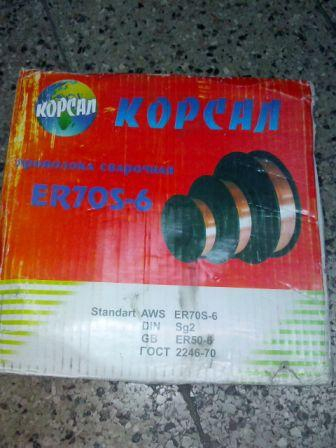 КОРСАЛ
КОРСАЛ
проволока сварочная
ER70S-6
Standart AWS ER70S-6
DIN Sg2
GB ER50-6
ГОСТ 2246-70